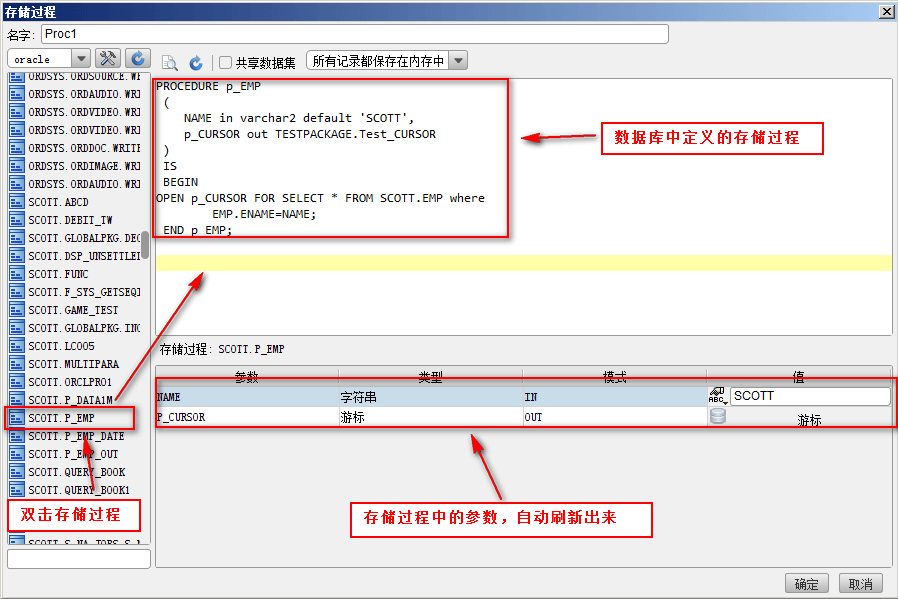 存储过程
名字: Proc1
oracle
共享数据集
所有记录都保存在内存中
ORDSYS.ORDSOURCE.WR
ORDSYS.ORDAUDIO.WRI
ORDSYS.ORDVIDEO.WRI
ORDSYS.ORDVIDEO.WRI
ORDSYS.ORDDOC.WRITE
ORDSYS.ORDIMAGE.WRI
ORDSYS.ORDAUDIO.WRI
SCOTT.ABCD
SCOTT.DEBIT_TW
SCOTT.GLOBALPKG.DEC
SCOTT.DSP_UNSETTLED
SCOTT.FUNC
SCOTT.F_SYS_GETSEQI
SCOTT.GAME_TEST
SCOTT.GLOBALPKG.INC
SCOTT.LC005
SCOTT.MULTIPARA
SCOTT.ORCLPRO1
SCOTT.P_DATA1M
SCOTT.P_EMP
SCOTT.P_EMP_DATE
SCOTT.P_EMP_OUT
SCOTT.QUERY_BOOK
SCOTT.QUERY_BOOK1
双击存储过程
PROCEDURE p_EMP
(
NAME in varchar2 default 'SCOTT',
p_CURSOR out TESTPACKAGE.Test_CURSOR
)
IS
BEGIN
OPEN p_CURSOR FOR SELECT * FROM SCOTT.EMP where
EMP.ENAME=NAME;
END p_EMP;
数据库中定义的存储过程
存储过程: SCOTT.P_EMP
参数 类型 模式 值
NAME 字符串 IN ABC SCOTT
P_CURSOR 游标 OUT 游标
存储过程中的参数，自动刷新出来
确定 取消